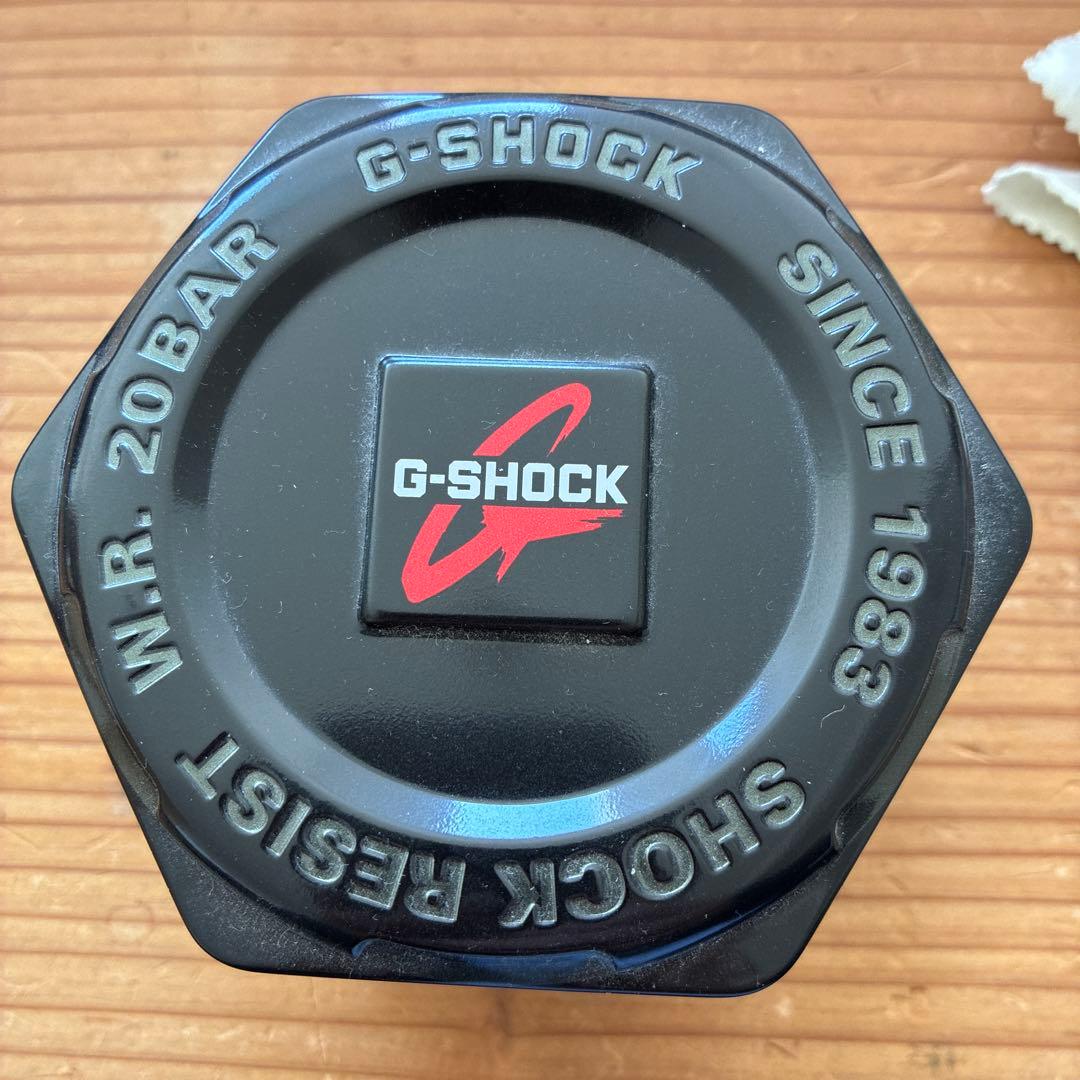 G-SHOCK
SINCE 1983
SHOCK RESIST
W.R. 20BAR
G-SHOCK